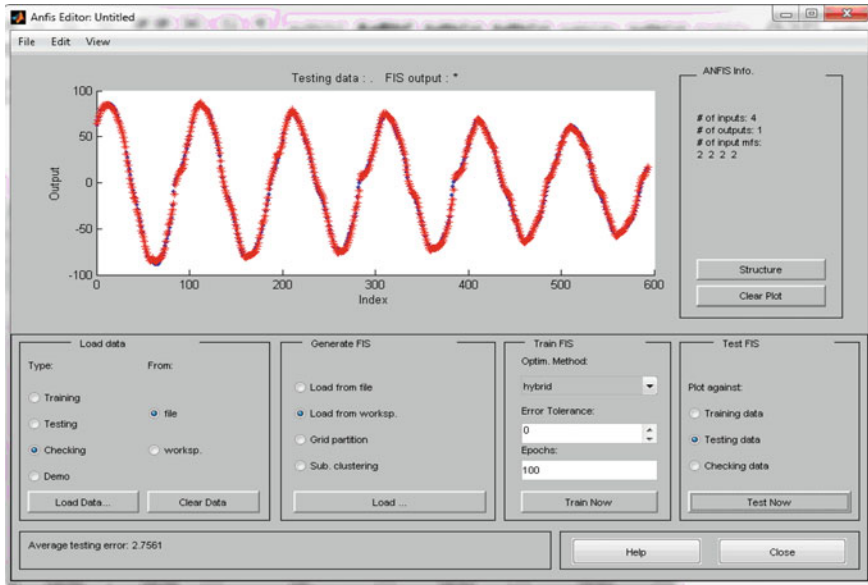 Anfis Editor: Untitled
File Edit View
Testing data : . FIS output : *
100
50
0
-50
-100
Output
0 100 200 300 400 500 600
Index
ANFIS Info.
# of inputs: 4
# of outputs: 1
# of input mfs:
2 2 2 2
Structure
Clear Plot
Load data
Type: From:
Training
Testing
Checking
Demo
file
worksp.
Load Data... Clear Data
Generate FIS
Load from file
Load from worksp.
Grid partition
Sub. clustering
Load ...
Train FIS
Optim. Method:
hybrid
Error Tolerance:
0
Epochs:
100
Train Now
Test FIS
Plot against:
Training data
Testing data
Checking data
Test Now
Average testing error: 2.7561
Help Close